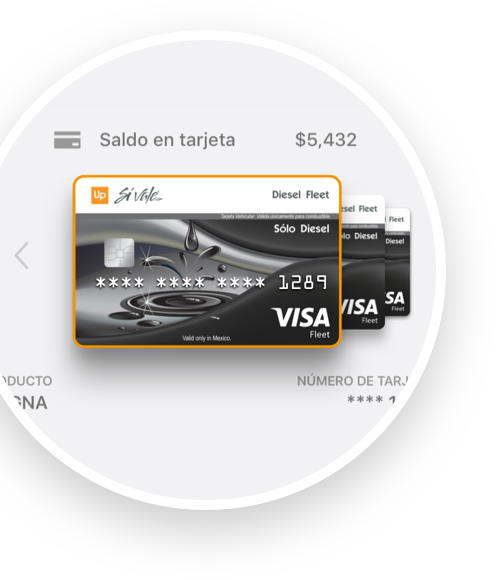 Saldo en tarjeta $5,432
Up Sí Vale Diesel Fleet
Tarjeta Vehicular: Válida únicamente para combustible
Sólo Diesel
**** **** **** 1289
VISA
Fleet
Valid only in Mexico.
esel Fleet
lo Diesel
VISA
Fleet
Fleet
Diesel
SA
Fleet
ODUCTO NÚMERO DE TARJ
GNA **** 1